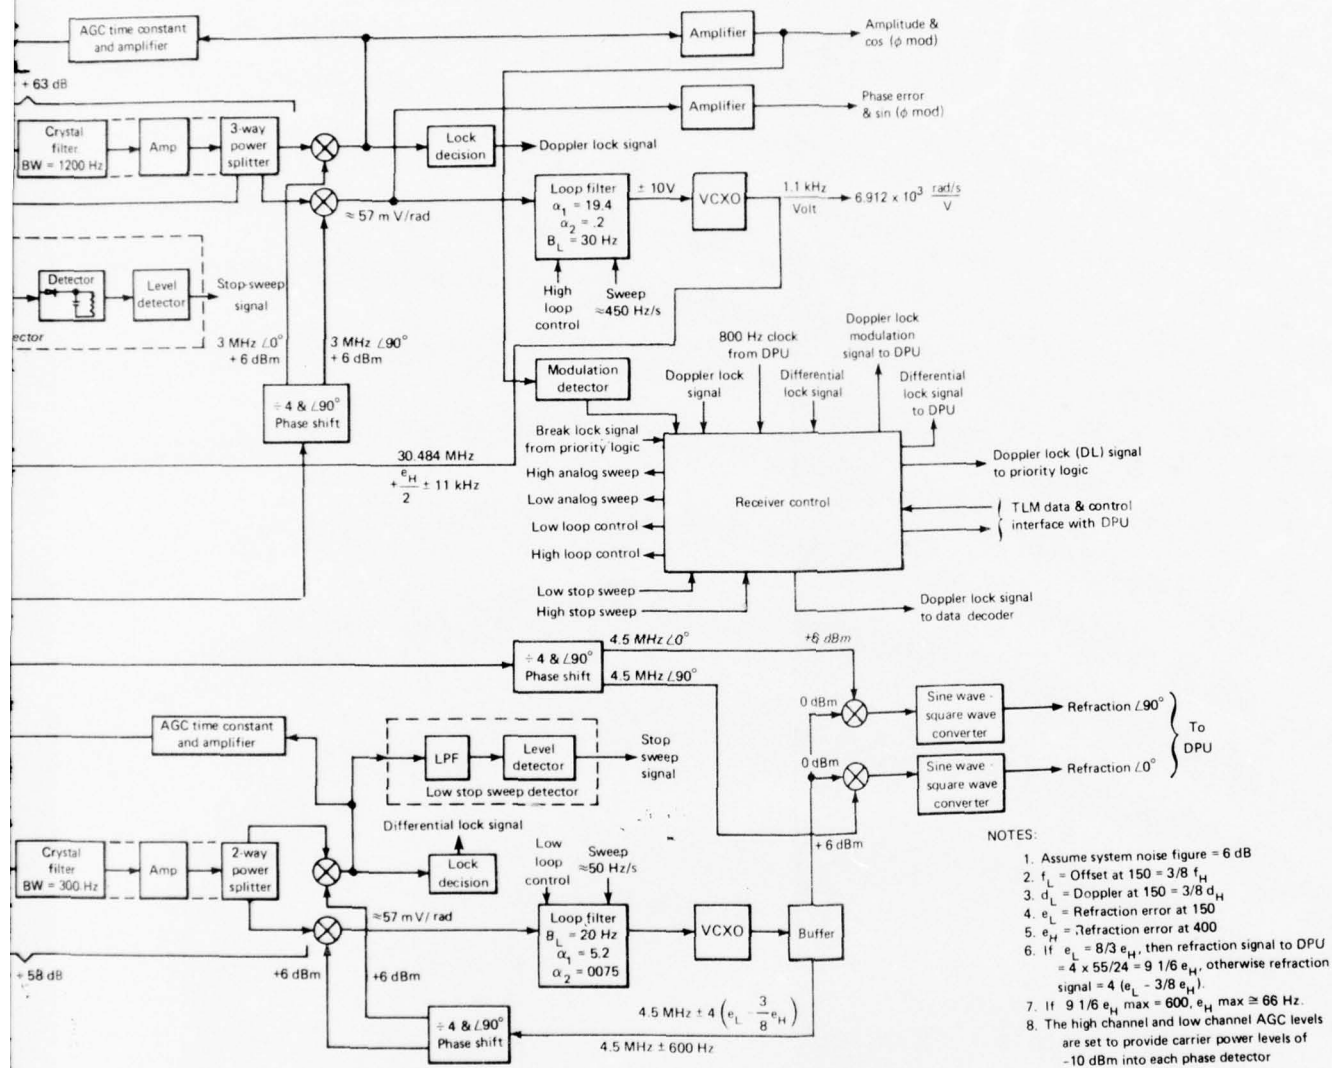 AGC time constant
and amplifier
Amplifier
Amplitude &
cos (ϕ mod)
+ 63 dB
Amplifier
Phase error
& sin (ϕ mod)
Crystal
filter
BW = 1200 Hz
Amp
3-way
power
splitter
Lock
decision
Doppler lock signal
≈ 57 mV/rad
Loop filter
α1 = 19.4
α2 = .2
BL = 30 Hz
± 10V
VCXO
1.1 kHz
Volt
6.912 x 10³ rad/s
V
Detector
Level
detector
Stop-sweep
signal
ector
High
loop
control
Sweep
≈450 Hz/s
3 MHz ∠0°
+ 6 dBm
3 MHz ∠90°
+ 6 dBm
÷ 4 & ∠90°
Phase shift
Modulation
detector
Doppler lock
signal
800 Hz clock
from DPU
Differential
lock signal
Doppler lock
modulation
signal to DPU
Differential
lock signal
to DPU
30.484 MHz
+ eH/2 ± 11 kHz
Break lock signal
from priority logic
High analog sweep
Low analog sweep
Low loop control
High loop control
Low stop sweep
High stop sweep
Receiver control
Doppler lock (DL) signal
to priority logic
TLM data & control
interface with DPU
Doppler lock signal
to data decoder
÷ 4 & ∠90°
Phase shift
4.5 MHz ∠0°
4.5 MHz ∠90°
+6 dBm
0 dBm
Sine wave -
square wave
converter
Refraction ∠90°
0 dBm
Sine wave -
square wave
converter
Refraction ∠0°
To
DPU
+ 6 dBm
AGC time constant
and amplifier
LPF
Level
detector
Low stop sweep detector
Stop
sweep
signal
Differential lock signal
Crystal
filter
BW = 300 Hz
Amp
2-way
power
splitter
Lock
decision
Low
loop
control
Sweep
≈50 Hz/s
≈57 mV/ rad
Loop filter
BL = 20 Hz
α1 = 5.2
α2 = 0075
VCXO
Buffer
+ 58 dB
+6 dBm
+6 dBm
÷ 4 & ∠90°
Phase shift
4.5 MHz ± 4 (eL - 3/8 eH)
4.5 MHz ± 600 Hz
NOTES:
1. Assume system noise figure = 6 dB
2. fL = Offset at 150 = 3/8 fH
3. dL = Doppler at 150 = 3/8 dH
4. eL = Refraction error at 150
5. eH = Refraction error at 400
6. If eL = 8/3 eH, then refraction signal to DPU
= 4 x 55/24 = 9 1/6 eH, otherwise refraction
signal = 4 (eL - 3/8 eH).
7. If 9 1/6 eH max = 600, eH max ≅ 66 Hz.
8. The high channel and low channel AGC levels
are set to provide carrier power levels of
-10 dBm into each phase detector